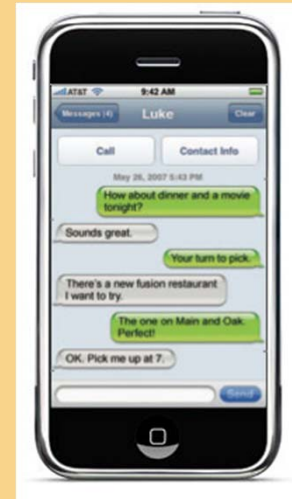 AT&T 9:42 AM
Messages (4) Luke Clear
Call Contact Info
May 26, 2007 5:43 PM
How about dinner and a movie
tonight?
Sounds great.
Your turn to pick.
There's a new fusion restaurant
I want to try.
The one on Main and Oak.
Perfect!
OK. Pick me up at 7.
Send